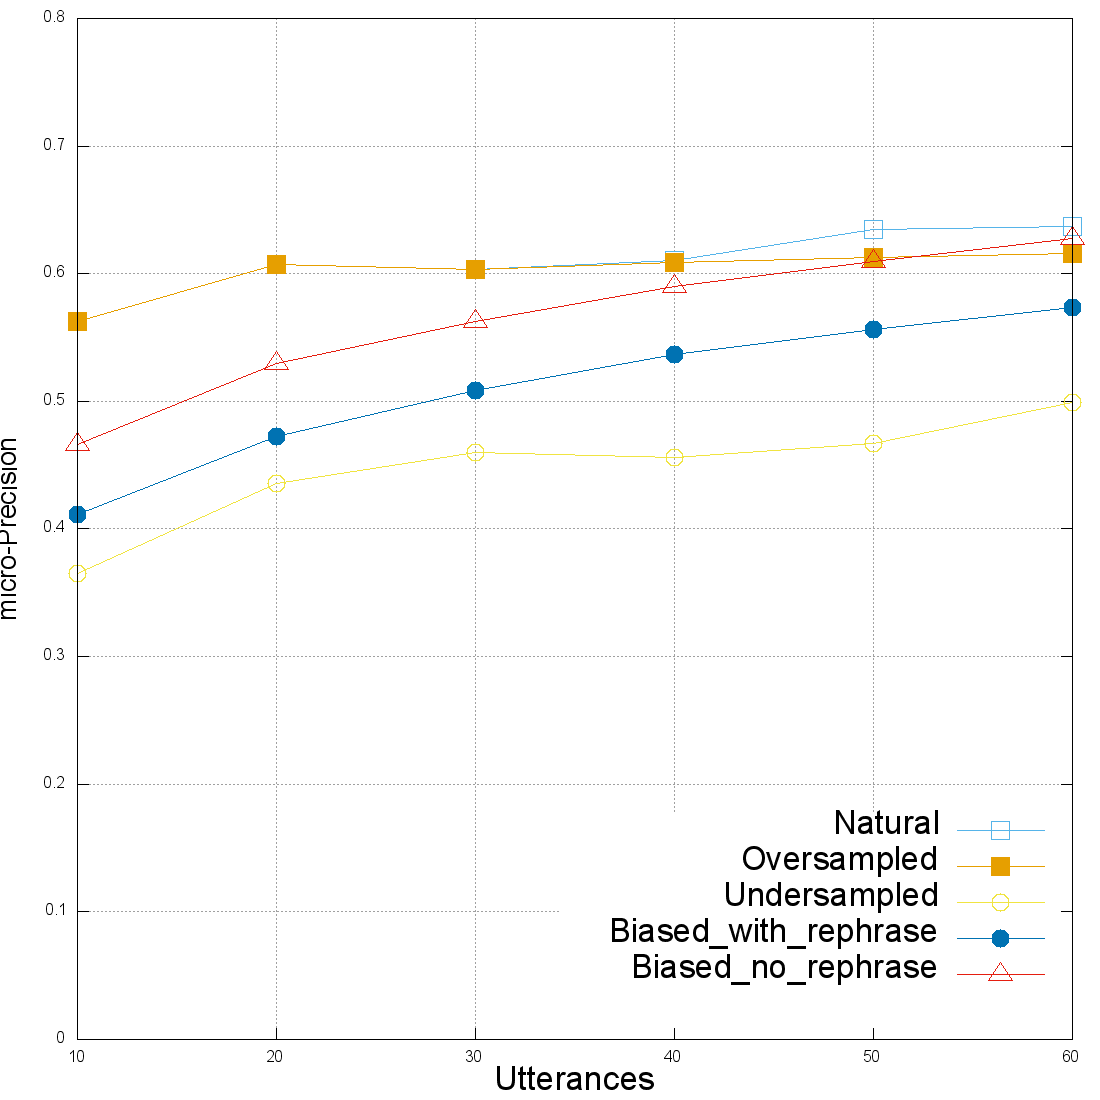 0.8
0.7
0.6
0.5
0.4
0.3
0.2
0.1
0
micro-Precision
Natural
Oversampled
Undersampled
Biased_with_rephrase
Biased_no_rephrase
10 20 30 40 50 60
Utterances